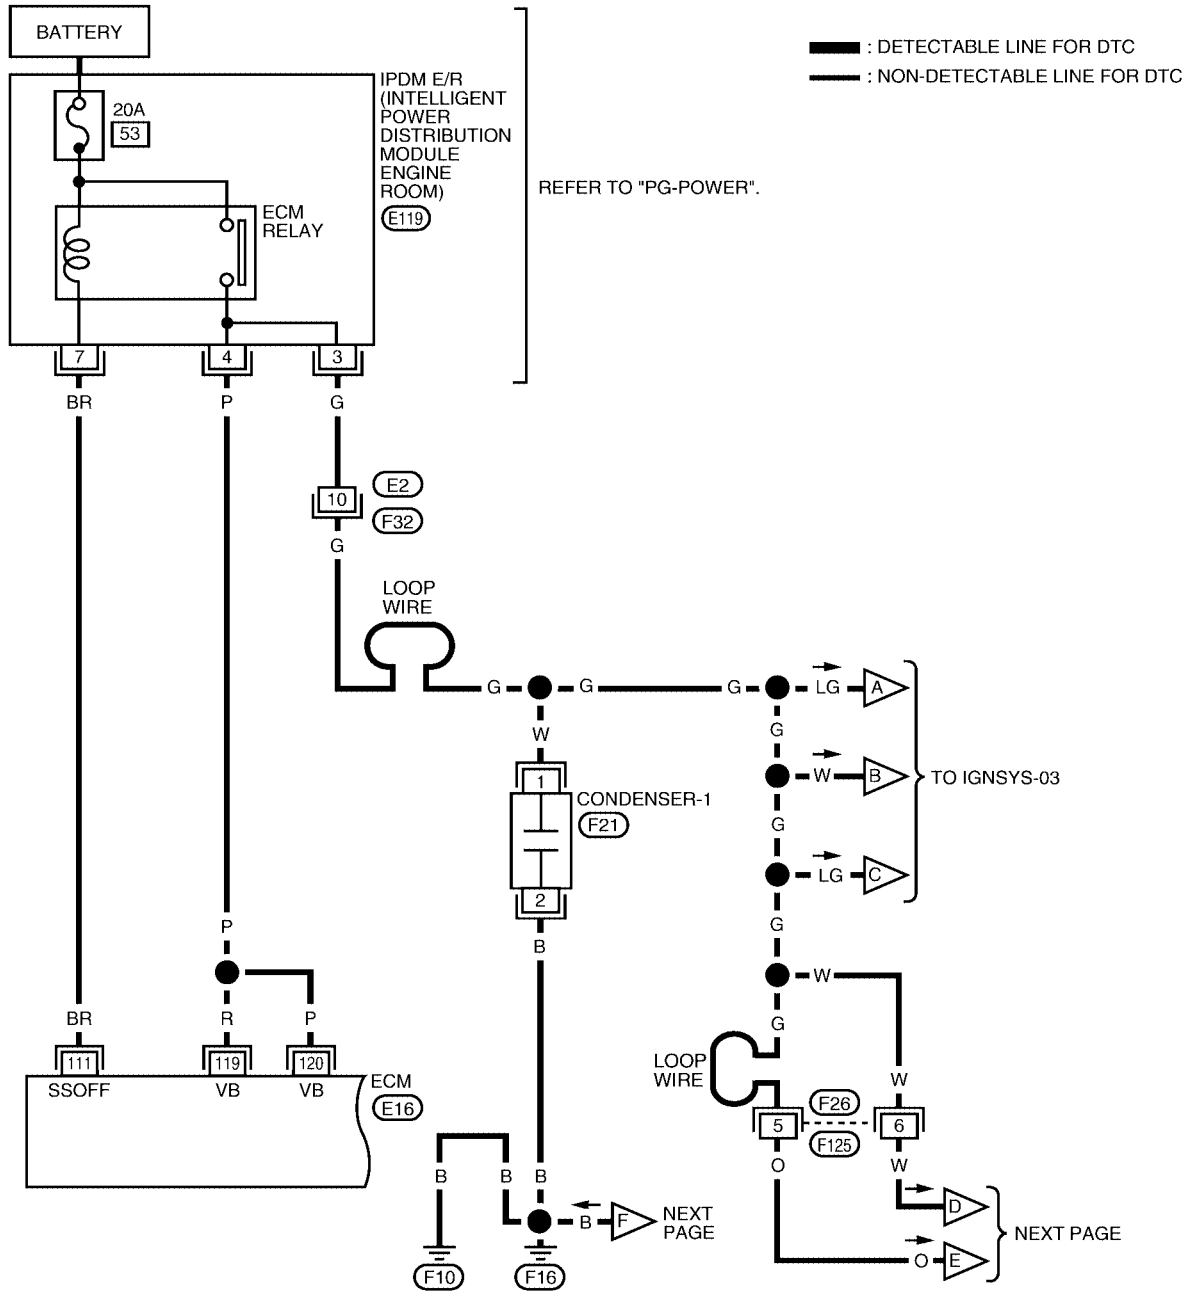 BATTERY
: DETECTABLE LINE FOR DTC
: NON-DETECTABLE LINE FOR DTC
20A
53
IPDM E/R
(INTELLIGENT
POWER
DISTRIBUTION
MODULE
ENGINE
ROOM)
E119
REFER TO "PG-POWER".
ECM
RELAY
7
4
3
BR
P
G
10
E2
F32
G
LOOP
WIRE
G
G
G
LG
A
W
G
W
B
TO IGNSYS-03
1
CONDENSER-1
F21
G
LG
C
2
G
B
P
W
G
BR
R
P
LOOP
WIRE
W
111
119
120
SSOFF
VB
VB
ECM
E16
F26
5
6
F125
O
W
B
B
B
D
B
F
NEXT
PAGE
NEXT PAGE
O
E
F10
F16